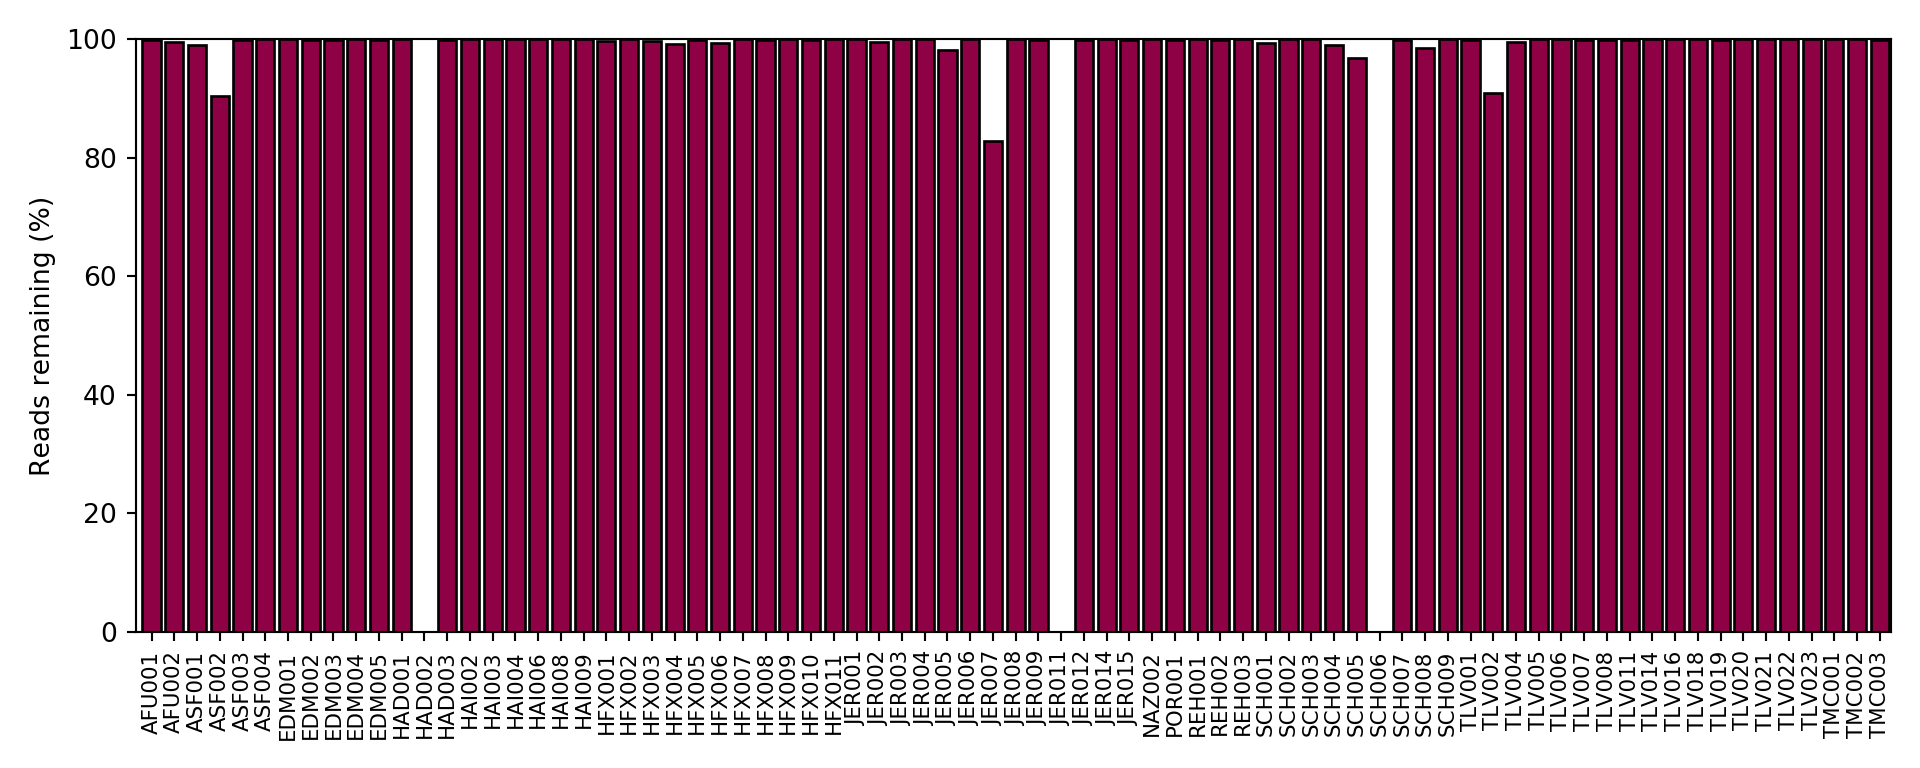 Reads remaining (%)
100
80
60
40
20
0
AFU001
AFU002
ASF001
ASF002
ASF003
ASF004
EDM001
EDM002
EDM003
EDM004
EDM005
HAD001
HAD002
HAD003
HAI002
HAI003
HAI004
HAI006
HAI008
HAI009
HFX001
HFX002
HFX003
HFX004
HFX005
HFX006
HFX007
HFX008
HFX009
HFX010
HFX011
JER001
JER002
JER003
JER004
JER005
JER006
JER007
JER008
JER009
JER011
JER012
JER014
JER015
NAZ002
POR001
REH001
REH002
REH003
SCH001
SCH002
SCH003
SCH004
SCH005
SCH006
SCH007
SCH008
SCH009
TLV001
TLV002
TLV004
TLV005
TLV006
TLV007
TLV008
TLV011
TLV014
TLV016
TLV018
TLV019
TLV020
TLV021
TLV022
TLV023
TMC001
TMC002
TMC003